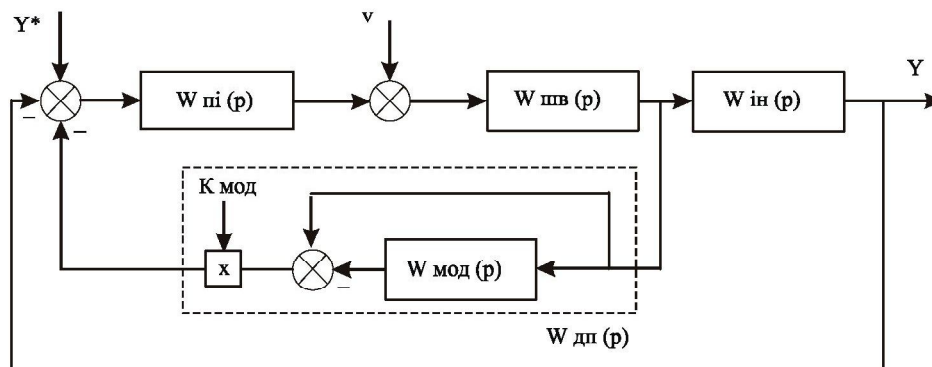 Y*
v
Y
W пі (p)
W шв (p)
W ін (p)
–
–
K мод
x
W мод (p)
–
W дп (p)